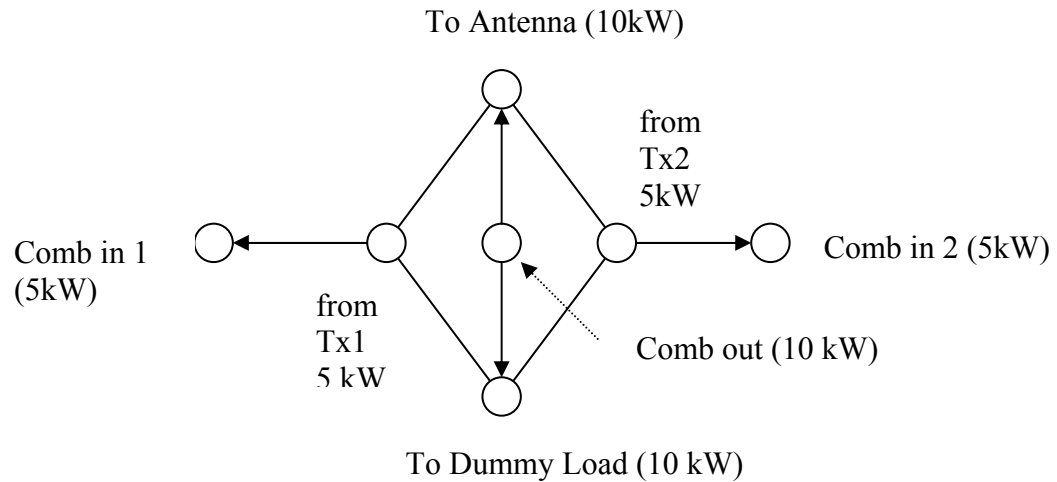 To Antenna (10kW)
from
Tx2
5kW
Comb in 1
(5kW)
Comb in 2 (5kW)
from
Tx1
5 kW
Comb out (10 kW)
To Dummy Load (10 kW)